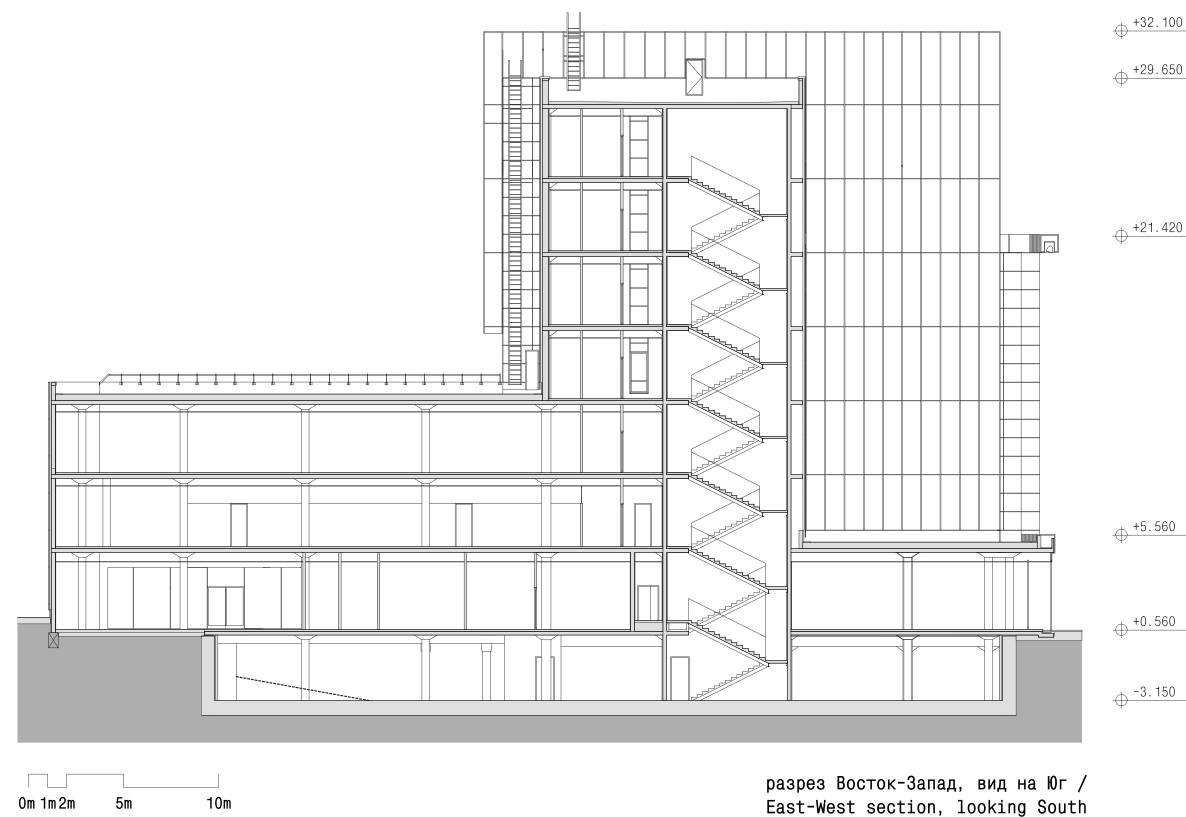 +32.100
+29.650
+21.420
+5.560
+0.560
-3.150
0m 1m 2m 5m 10m
разрез Восток-Запад, вид на Юг /
East-West section, looking South